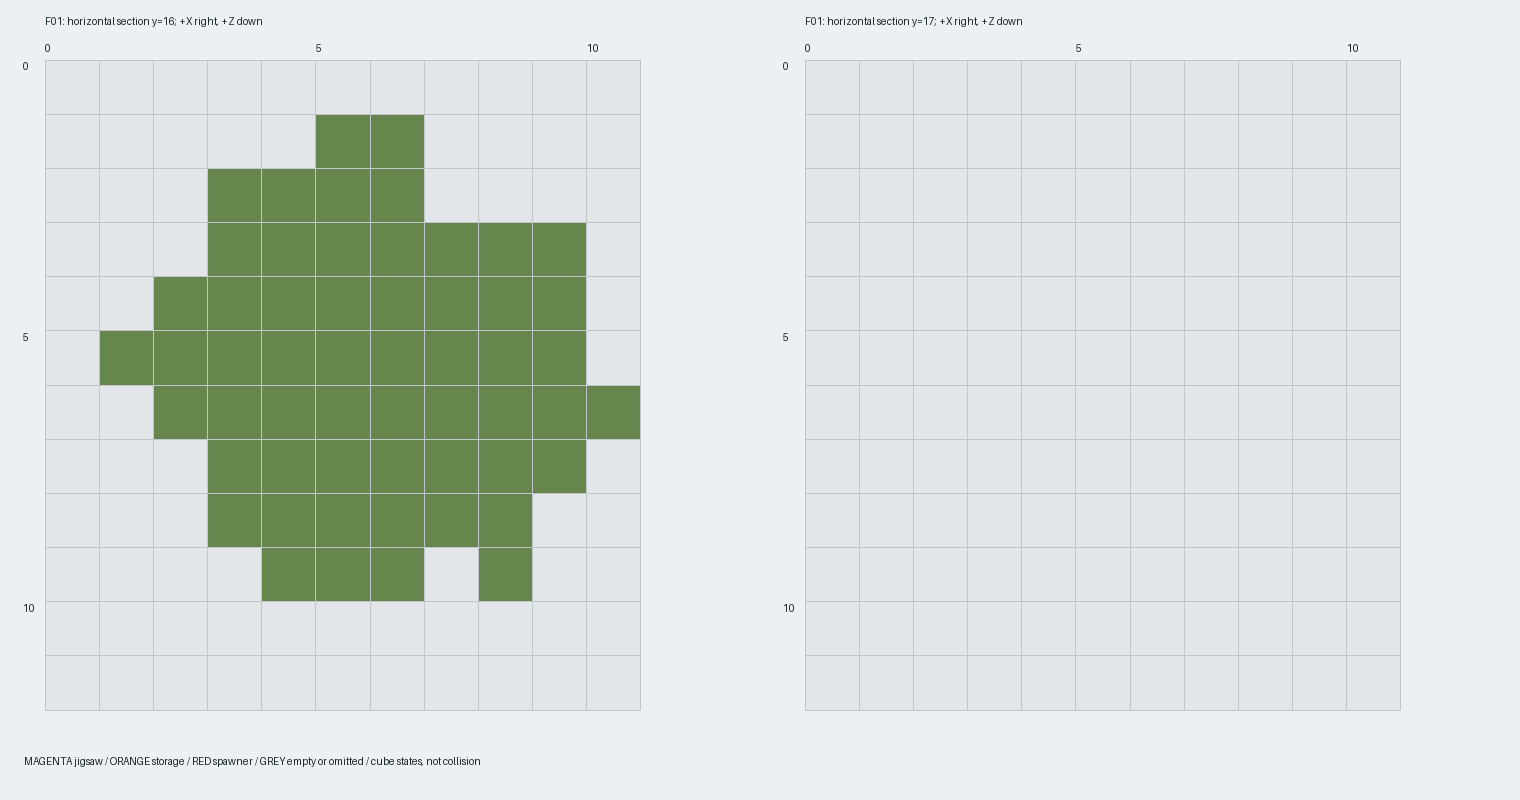 F01: horizontal section y=16; +X right, +Z down
0 5 10
0
5
10
F01: horizontal section y=17; +X right, +Z down
0 5 10
0
5
10
MAGENTA jigsaw / ORANGE storage / RED spawner / GREY empty or omitted / cube states, not collision